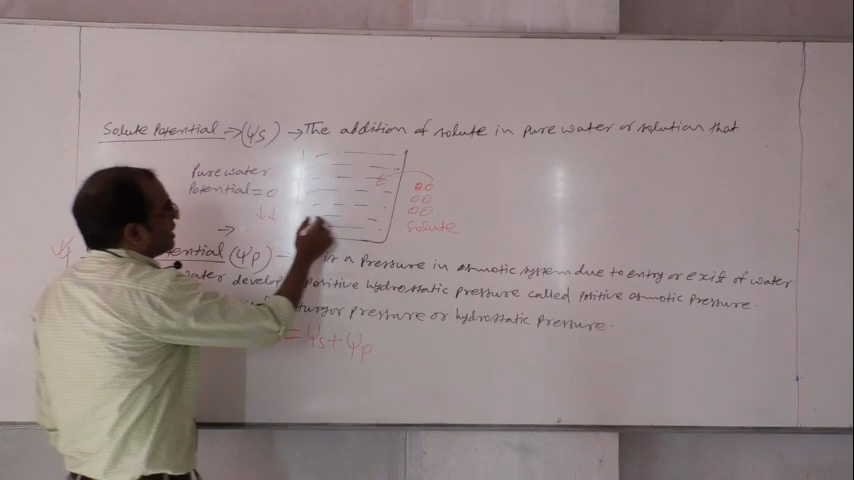 Solute Potential → (Ψs) → The addition of solute in pure water or solution that
Pure water
Potential = 0
↓↓
Solute
→
(Ψp) - is a Pressure in osmotic system due to entry or exit of water
water positive hydrostatic pressure called positive osmotic pressure.
turgor pressure or hydrostatic pressure.
= Ψs + Ψp